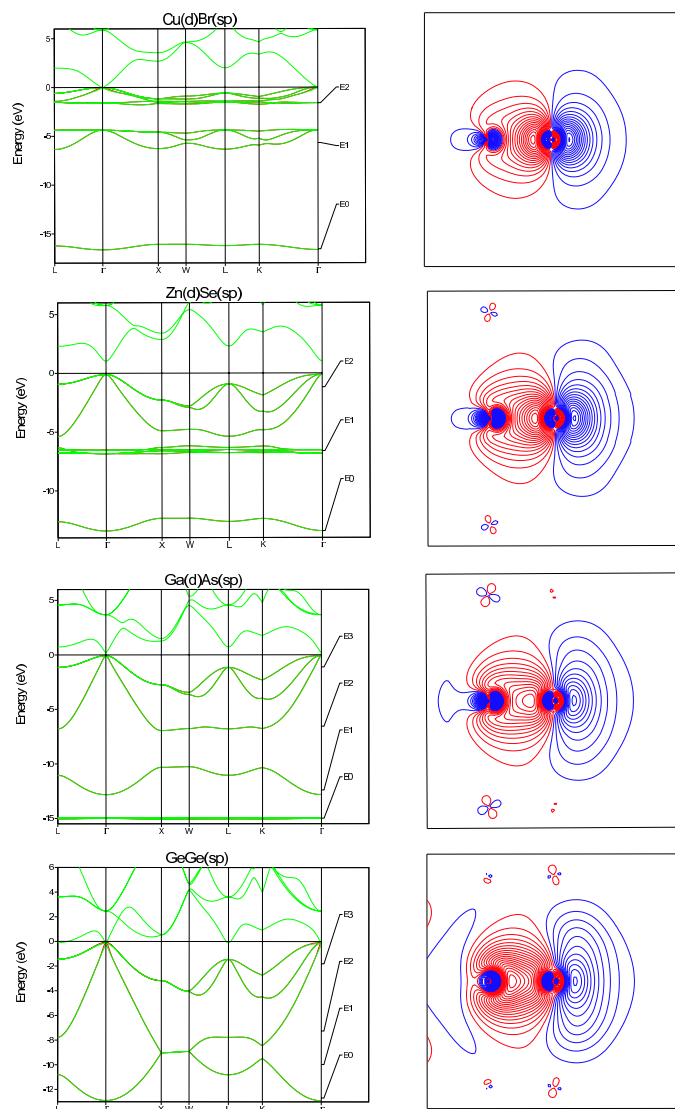 Cu(d)Br(sp)
Energy (eV)
5
0
-5
-10
-15
E2
E1
E0
L Γ X W L K Γ
Zn(d)Se(sp)
Energy (eV)
5
0
-5
-10
E2
E1
E0
L Γ X W L K Γ
Ga(d)As(sp)
Energy (eV)
5
0
-5
-10
-15
E3
E2
E1
E0
L Γ X W L K Γ
GeGe(sp)
Energy (eV)
6
4
2
0
-2
-4
-6
-8
-10
-12
E3
E2
E1
E0
L Γ X W L K Γ